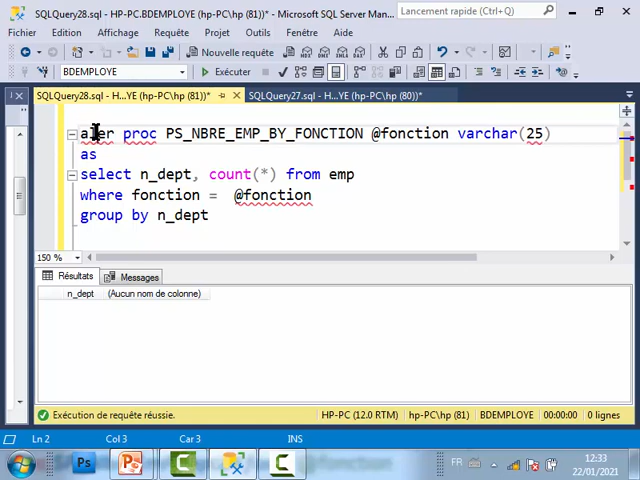 SQLQuery28.sql - HP-PC.BDEMPLOYE (hp-PC\hp (81))* - Microsoft SQL Server Man...
Lancement rapide (Ctrl+Q)
Fichier Edition Affichage Projet Outils Fenêtre Aide
Nouvelle requête
BDEMPLOYE Exécuter
SQLQuery28.sql - H...YE (hp-PC\hp (81))* SQLQuery27.sql - H...YE (hp-PC\hp (80))*
proc PS_NBRE_EMP_BY_FONCTION @fonction varchar(25)
as
select n_dept, count(*) from emp
where fonction = @fonction
group by n_dept
150 %
Résultats Messages
n_dept (Aucun nom de colonne)
Exécution de requête réussie. HP-PC (12.0 RTM) hp-PC\hp (81) BDEMPLOYE 00:00:00 0 lignes
Ln 2 Col 3 Car 3 INS
Ps FR 12:33
22/01/2021